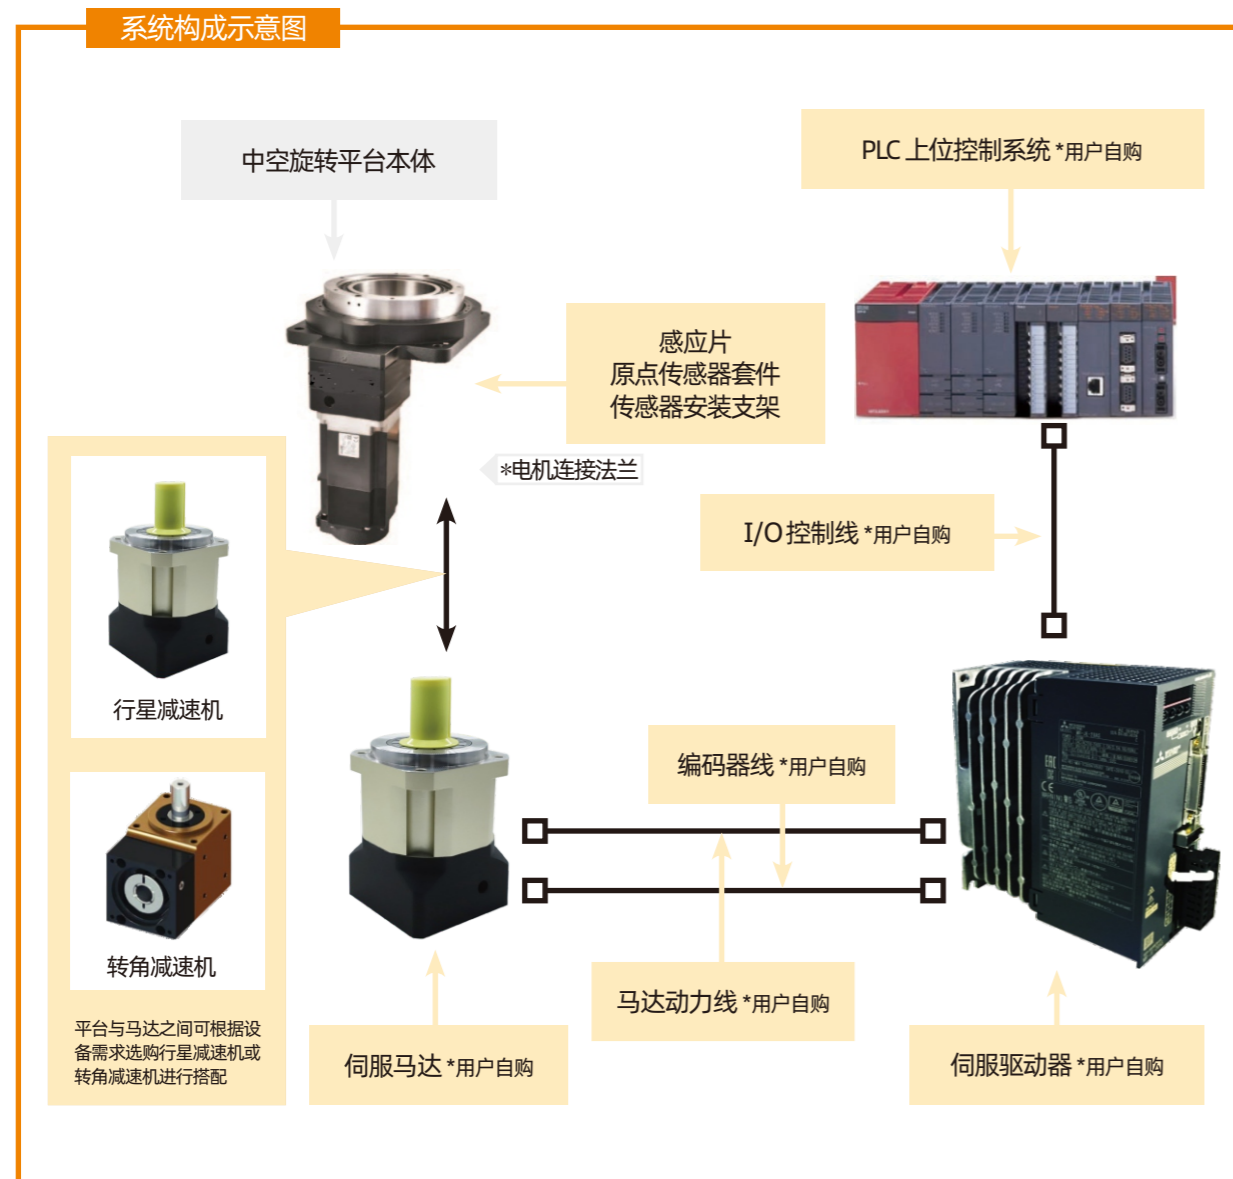 系统构成示意图
中空旋转平台本体
PLC 上位控制系统 *用户自购
感应片
原点传感器套件
传感器安装支架
*电机连接法兰
I/O 控制线 *用户自购
行星减速机
编码器线 *用户自购
转角减速机
马达动力线 *用户自购
平台与马达之间可根据设
备需求选购行星减速机或
转角减速机进行搭配
伺服马达 *用户自购
伺服驱动器 *用户自购